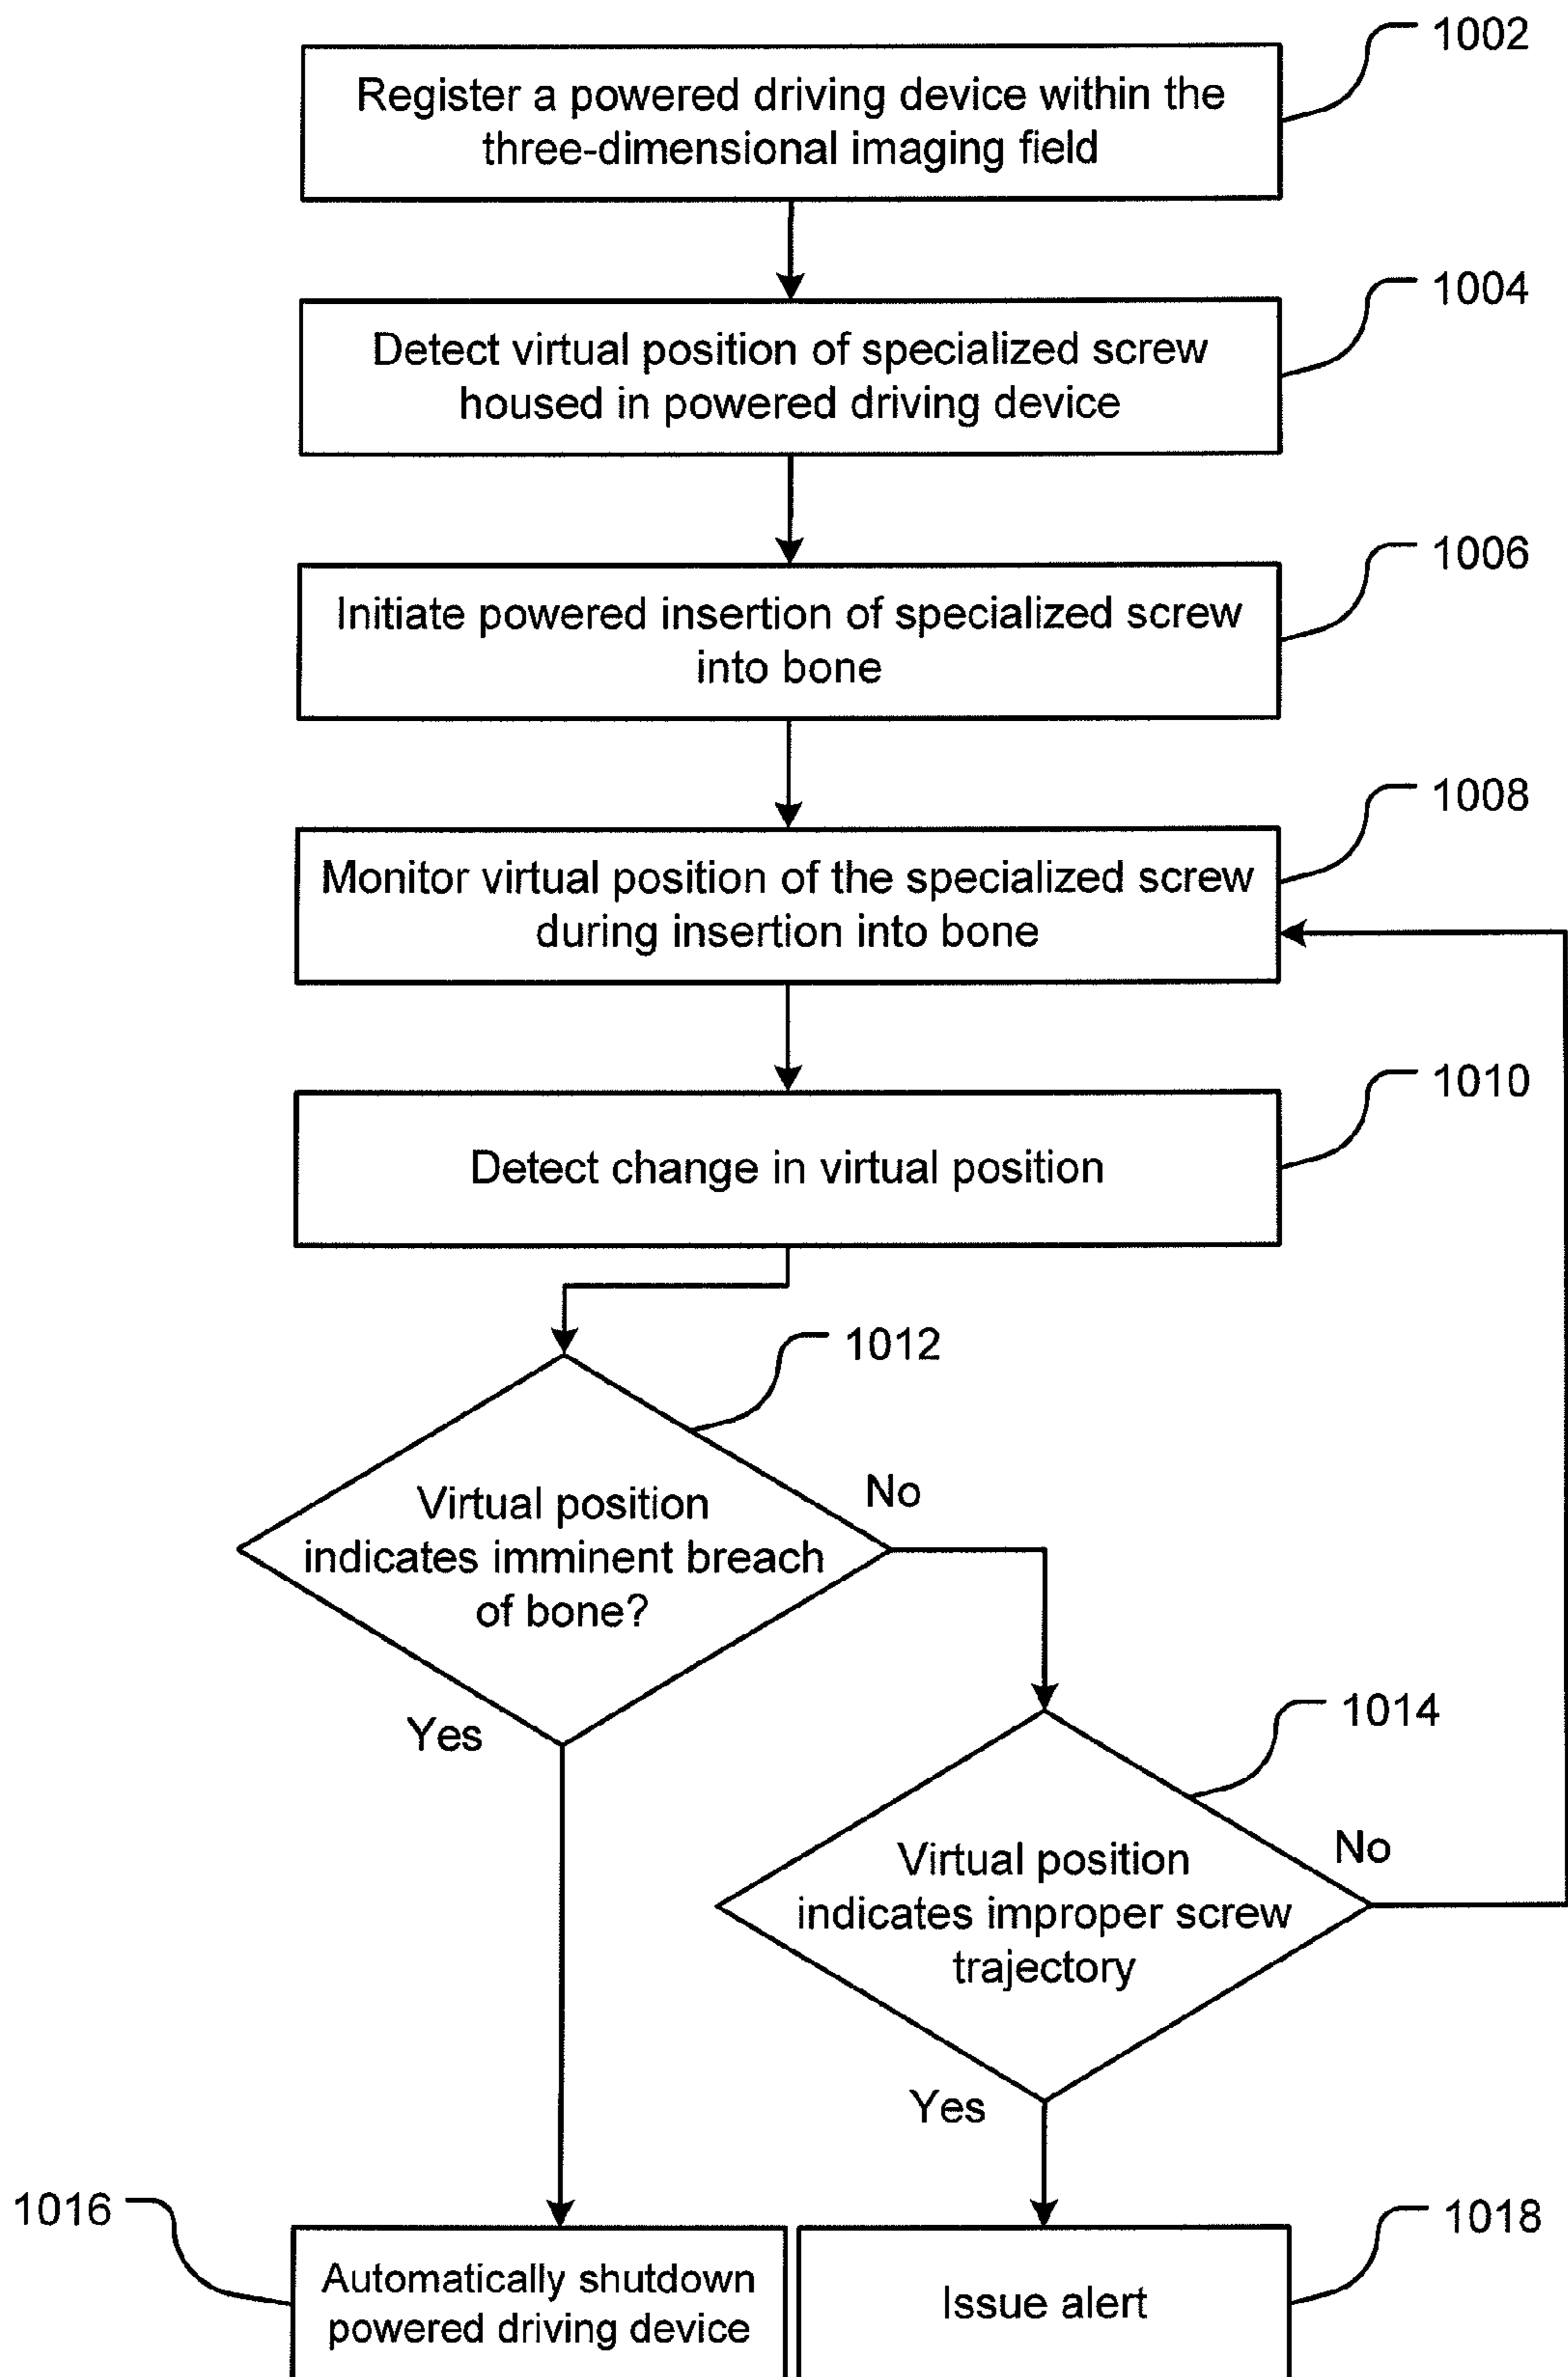 1002
Register a powered driving device within the
three-dimensional imaging field
1004
Detect virtual position of specialized screw
housed in powered driving device
1006
Initiate powered insertion of specialized screw
into bone
1008
Monitor virtual position of the specialized screw
during insertion into bone
1010
Detect change in virtual position
1012
Virtual position
indicates imminent breach
of bone?
No
Yes
1014
Virtual position
indicates improper screw
trajectory
No
Yes
1016
Automatically shutdown
powered driving device
1018
Issue alert